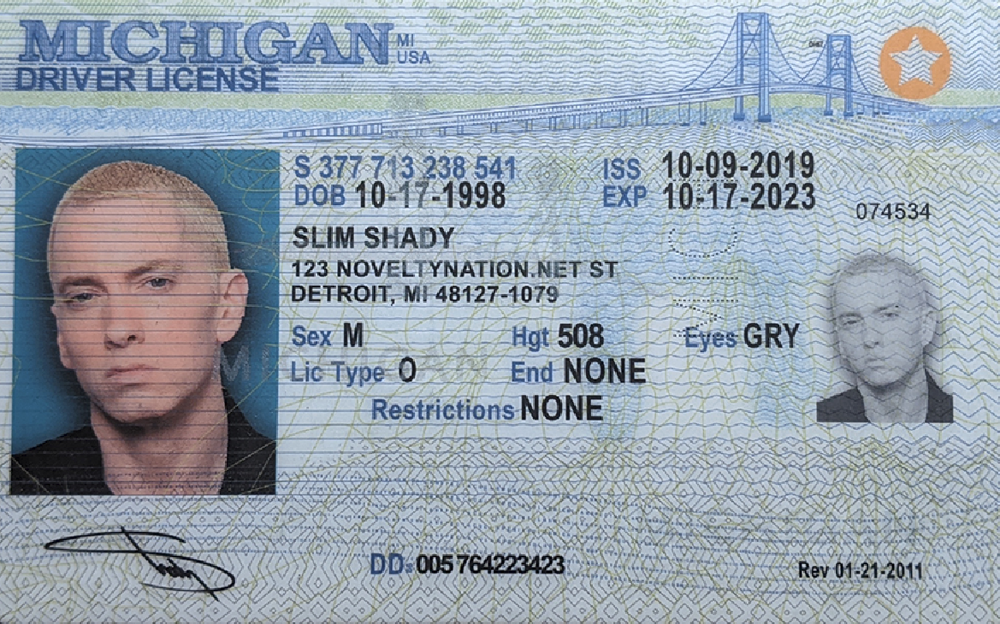 MICHIGAN MI
USA
DRIVER LICENSE
S 377 713 238 541 ISS 10-09-2019
DOB 10-17-1998 EXP 10-17-2023
074534
SLIM SHADY
123 NOVELTYNATION.NET ST
DETROIT, MI 48127-1079
Sex M Hgt 508 Eyes GRY
MICHIGAN
Lic Type O End NONE
Restrictions NONE
DD: 005764223423 Rev 01-21-2011